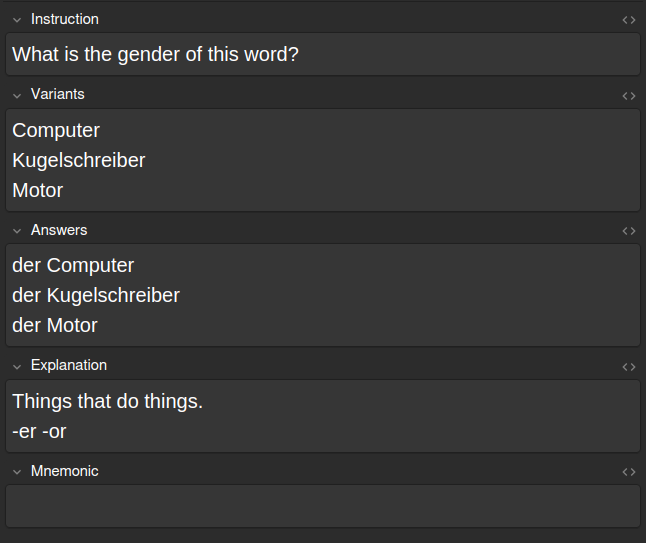 Instruction
What is the gender of this word?
Variants
Computer
Kugelschreiber
Motor
Answers
der Computer
der Kugelschreiber
der Motor
Explanation
Things that do things.
-er -or
Mnemonic